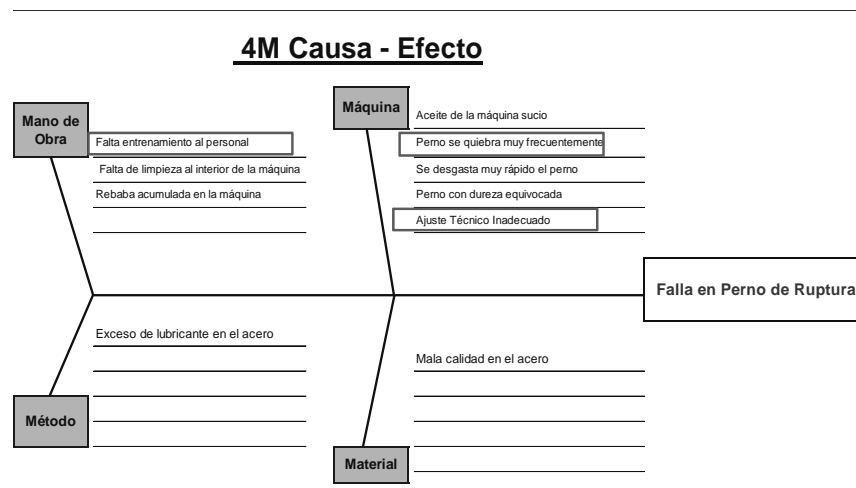 4M Causa - Efecto
Mano de
Obra
Falta entrenamiento al personal
Falta de limpieza al interior de la máquina
Rebaba acumulada en la máquina
Máquina
Aceite de la máquina sucio
Perno se quiebra muy frecuentemente
Se desgasta muy rápido el perno
Perno con dureza equivocada
Ajuste Técnico Inadecuado
Falla en Perno de Ruptura
Exceso de lubricante en el acero
Método
Mala calidad en el acero
Material